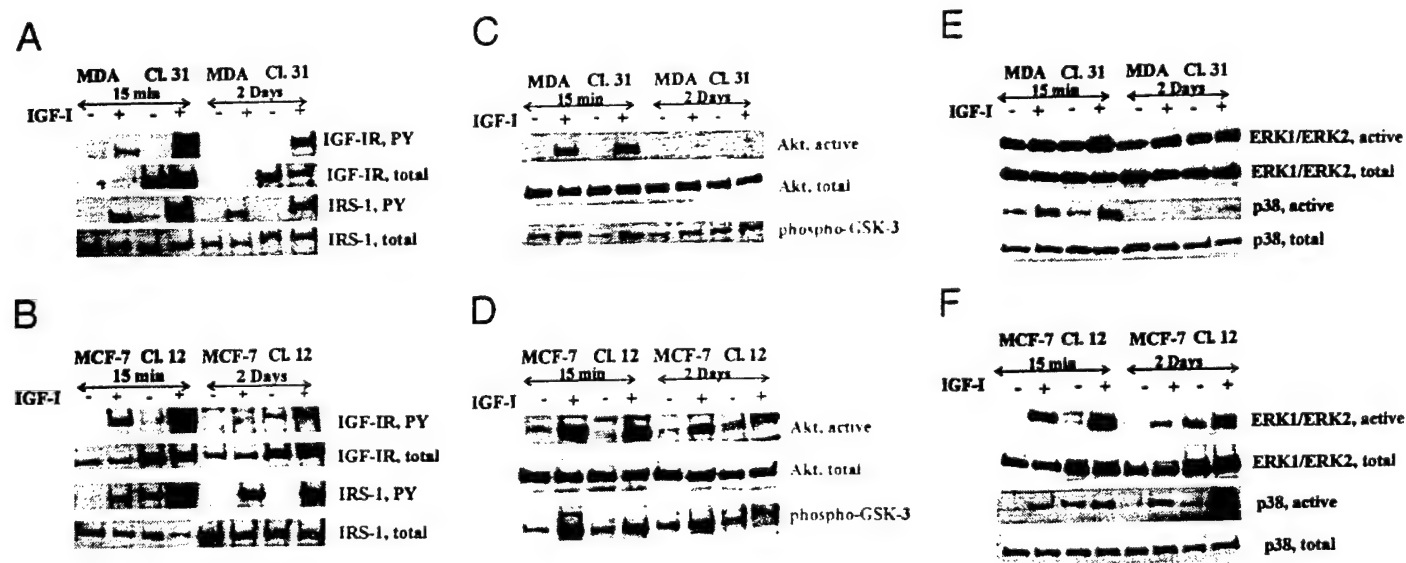 A
MDA Cl. 31 MDA Cl. 31
15 min 2 Days
IGF-I - + - + - + - +
IGF-IR, PY
IGF-IR, total
IRS-1, PY
IRS-1, total
B
MCF-7 Cl. 12 MCF-7 Cl. 12
15 min 2 Days
IGF-I - + - + - + - +
IGF-IR, PY
IGF-IR, total
IRS-1, PY
IRS-1, total
C
MDA Cl. 31 MDA Cl. 31
15 min 2 Days
IGF-I - + - + - + - +
Akt, active
Akt, total
phospho-GSK-3
D
MCF-7 Cl. 12 MCF-7 Cl. 12
15 min 2 Days
IGF-I - + - + - + - +
Akt, active
Akt, total
phospho-GSK-3
E
MDA Cl. 31 MDA Cl. 31
15 min 2 Days
IGF-I - + - + - + - +
ERK1/ERK2, active
ERK1/ERK2, total
p38, active
p38, total
F
MCF-7 Cl. 12 MCF-7 Cl. 12
15 min 2 Days
IGF-I - + - + - + - +
ERK1/ERK2, active
ERK1/ERK2, total
p38, active
p38, total